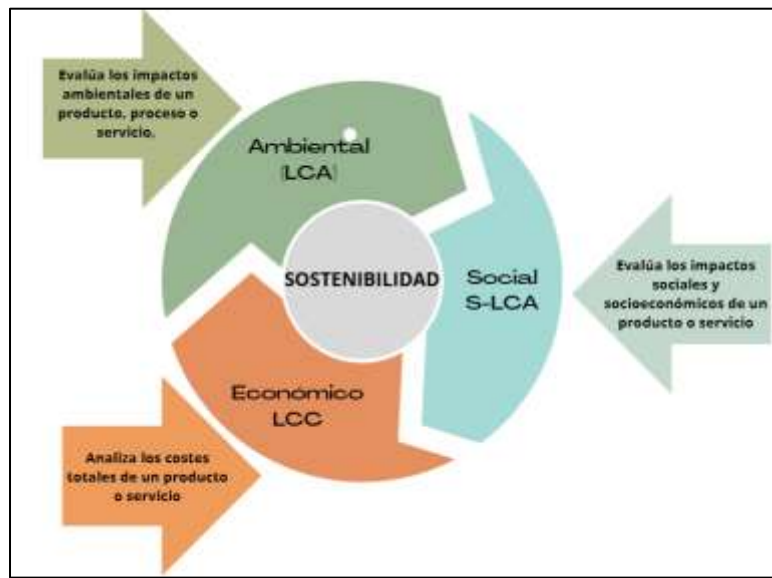 Evalúa los impactos
ambientales de un
producto, proceso o
servicio.
Ambiental
(LCA)
SOSTENIBILIDAD
Social
S-LCA
Evalúa los impactos
sociales y
socioeconómicos de un
producto o servicio
Económico
LCC
Analiza los costes
totales de un producto
o servicio